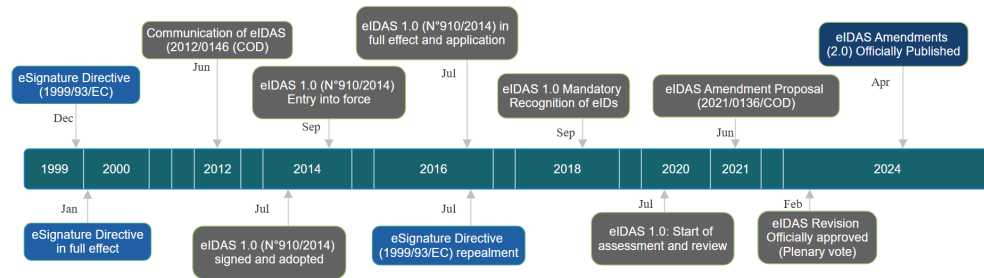 Communication of eIDAS
(2012/0146 (COD)
Jun
eIDAS 1.0 (N°910/2014) in
full effect and application
Jul
eIDAS Amendments
(2.0) Officially Published
Apr
eSignature Directive
(1999/93/EC)
Dec
eIDAS 1.0 (N°910/2014)
Entry into force
Sep
eIDAS 1.0 Mandatory
Recognition of eIDs
Sep
eIDAS Amendment Proposal
(2021/0136/COD)
Jun
1999 2000 2012 2014 2016 2018 2020 2021 2024
Jan
eSignature Directive
in full effect
Jul
eIDAS 1.0 (N°910/2014)
signed and adopted
Jul
eSignature Directive
(1999/93/EC) repealment
Jul
eIDAS 1.0: Start of
assessment and review
Feb
eIDAS Revision
Officially approved
(Plenary vote)